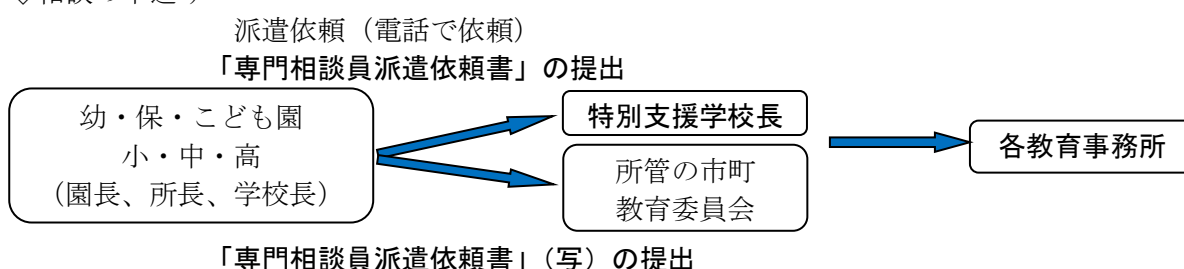 派遣依頼（電話で依頼）
「専門相談員派遣依頼書」の提出
幼・保・こども園
小・中・高
（園長、所長、学校長）
特別支援学校長
所管の市町
教育委員会
各教育事務所
「専門相談員派遣依頼書」（写）の提出